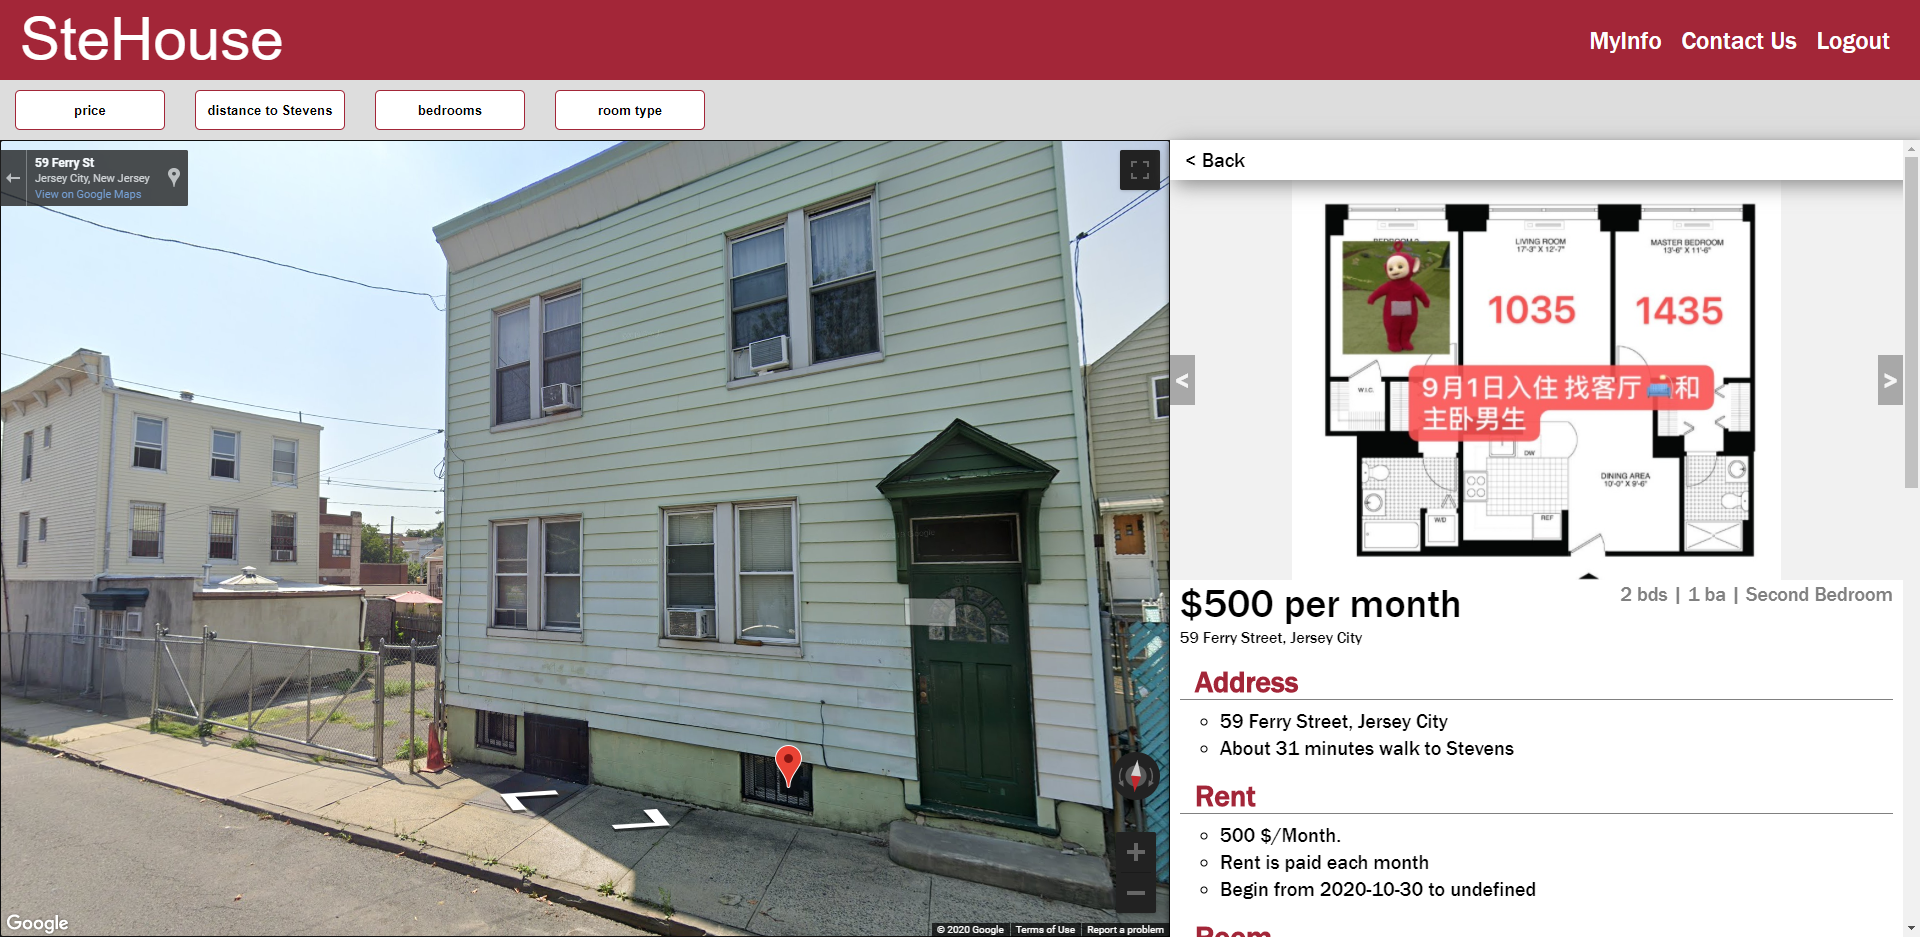 SteHouse
MyInfo
Contact Us
Logout
price
distance to Stevens
bedrooms
room type
59 Ferry St
Jersey City, New Jersey
View on Google Maps
Google
© 2020 Google
Terms of Use
Report a problem
< Back
LIVING ROOM
17'-3" X 12'-7"
MASTER BEDROOM
13'-6" X 11'-6"
1035
1435
W.I.C.
9月1日入住 找客厅🛋️和
主卧男生
DW
DINING AREA
10'-0" X 9'-6"
W/D
REF
<
>
$500 per month
2 bds | 1 ba | Second Bedroom
59 Ferry Street, Jersey City
Address
59 Ferry Street, Jersey City
About 31 minutes walk to Stevens
Rent
500 $/Month.
Rent is paid each month
Begin from 2020-10-30 to undefined
Room